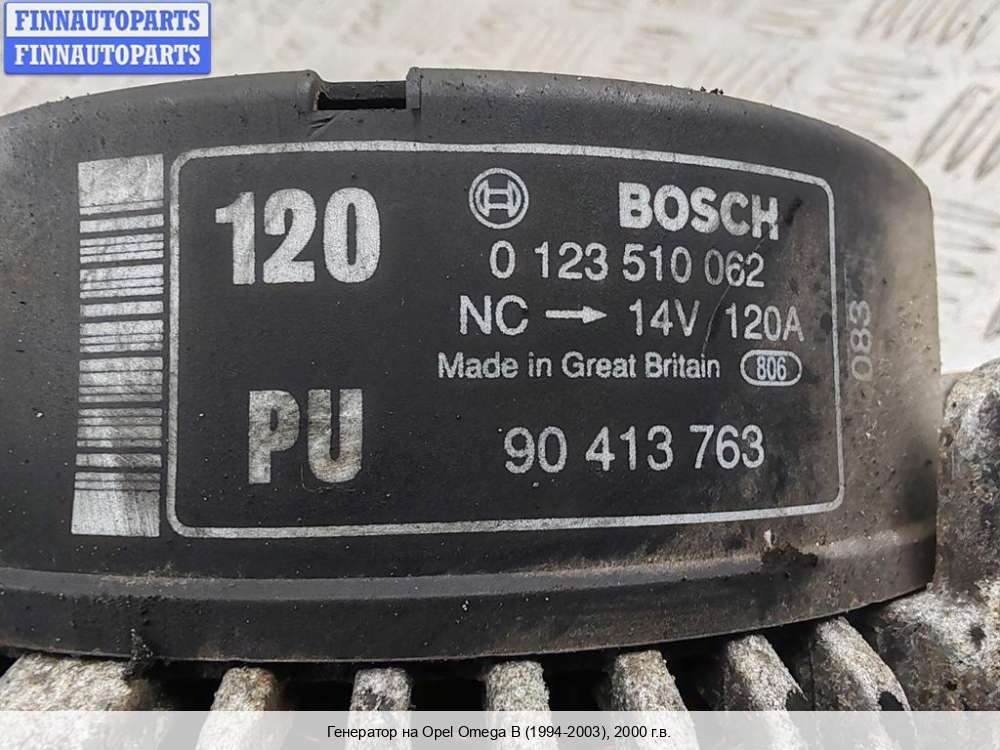 FINNAUTOPARTS
FINNAUTOPARTS
120
BOSCH
0 123 510 062
NC → 14V 120A
Made in Great Britain 806
PU
90 413 763
083
Генератор на Opel Omega B (1994-2003), 2000 г.в.